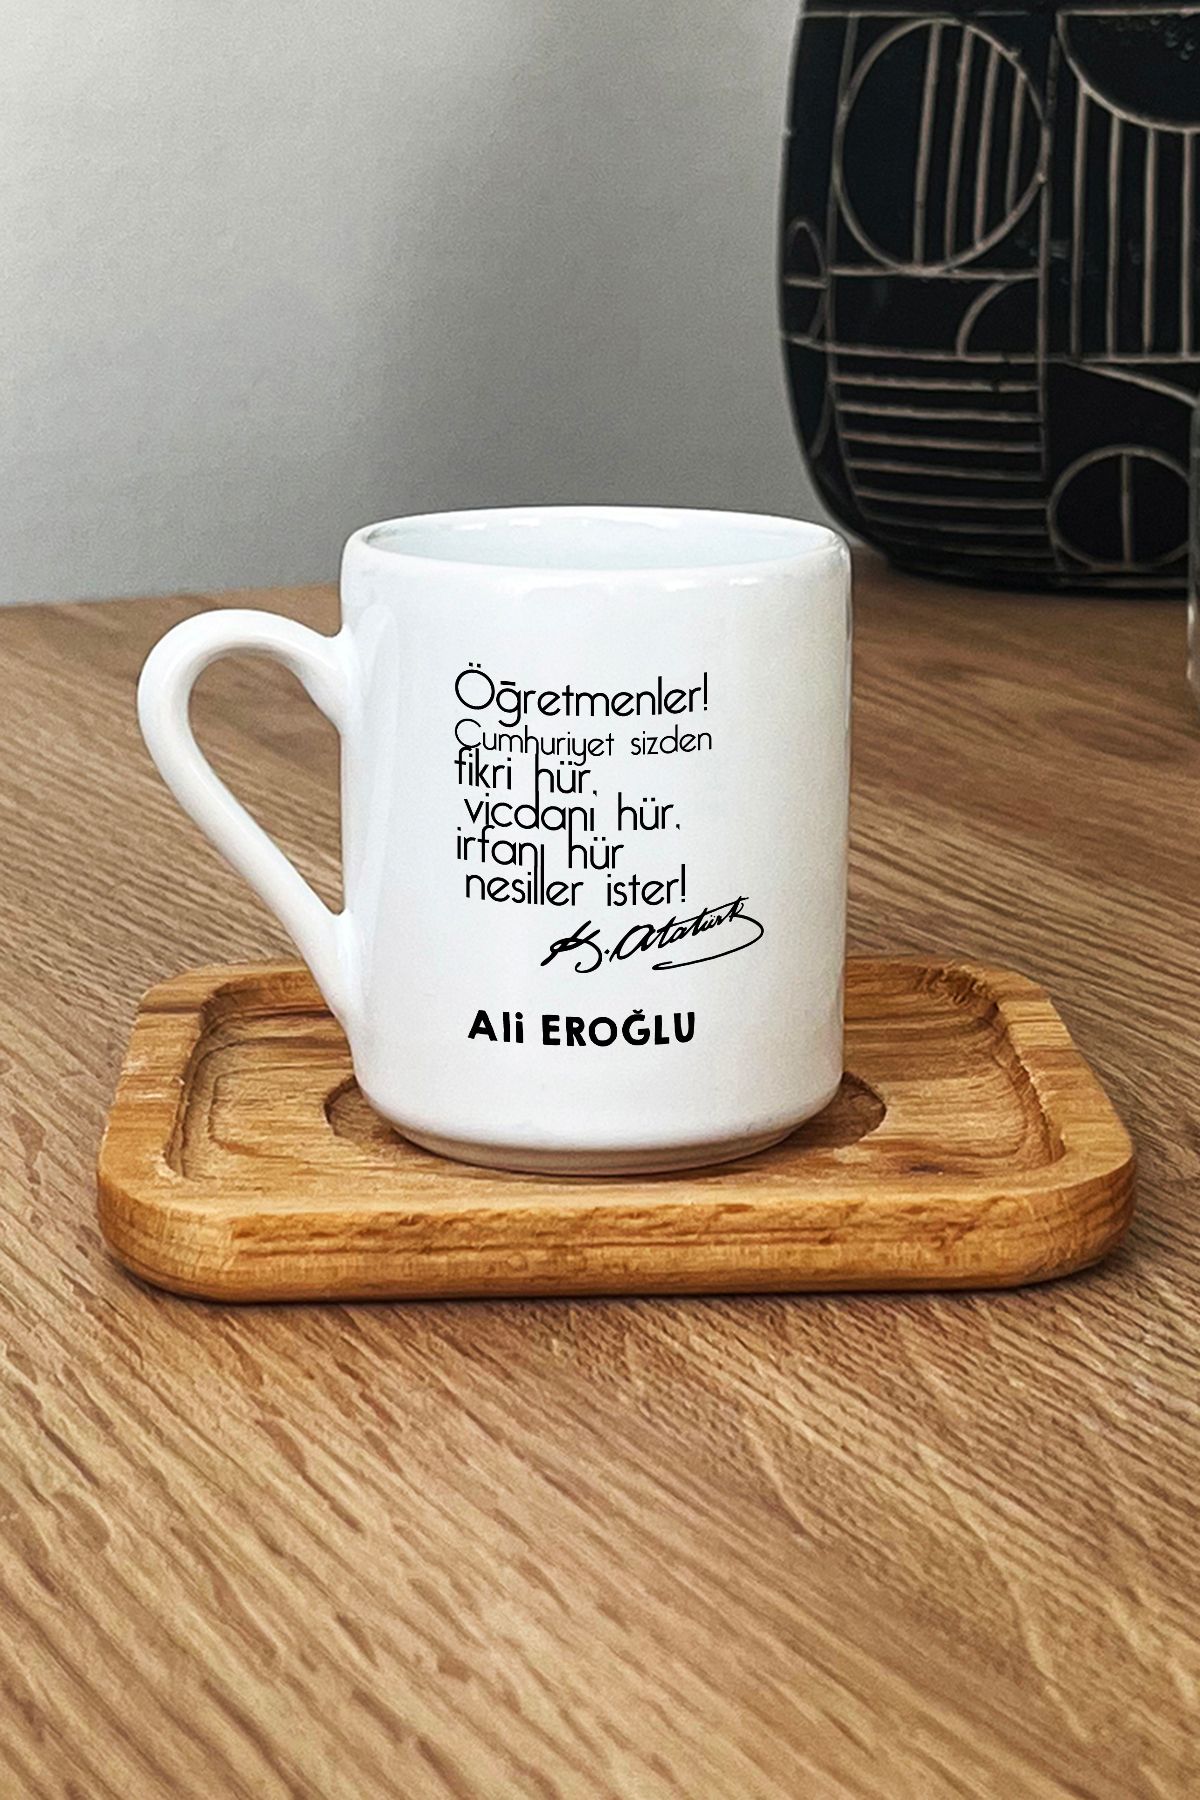 Öğretmenler!
Cumhuriyet sizden
fikri hür,
vicdanı hür,
irfanı hür
nesiller ister!
K. Atatürk
Ali EROĞLU